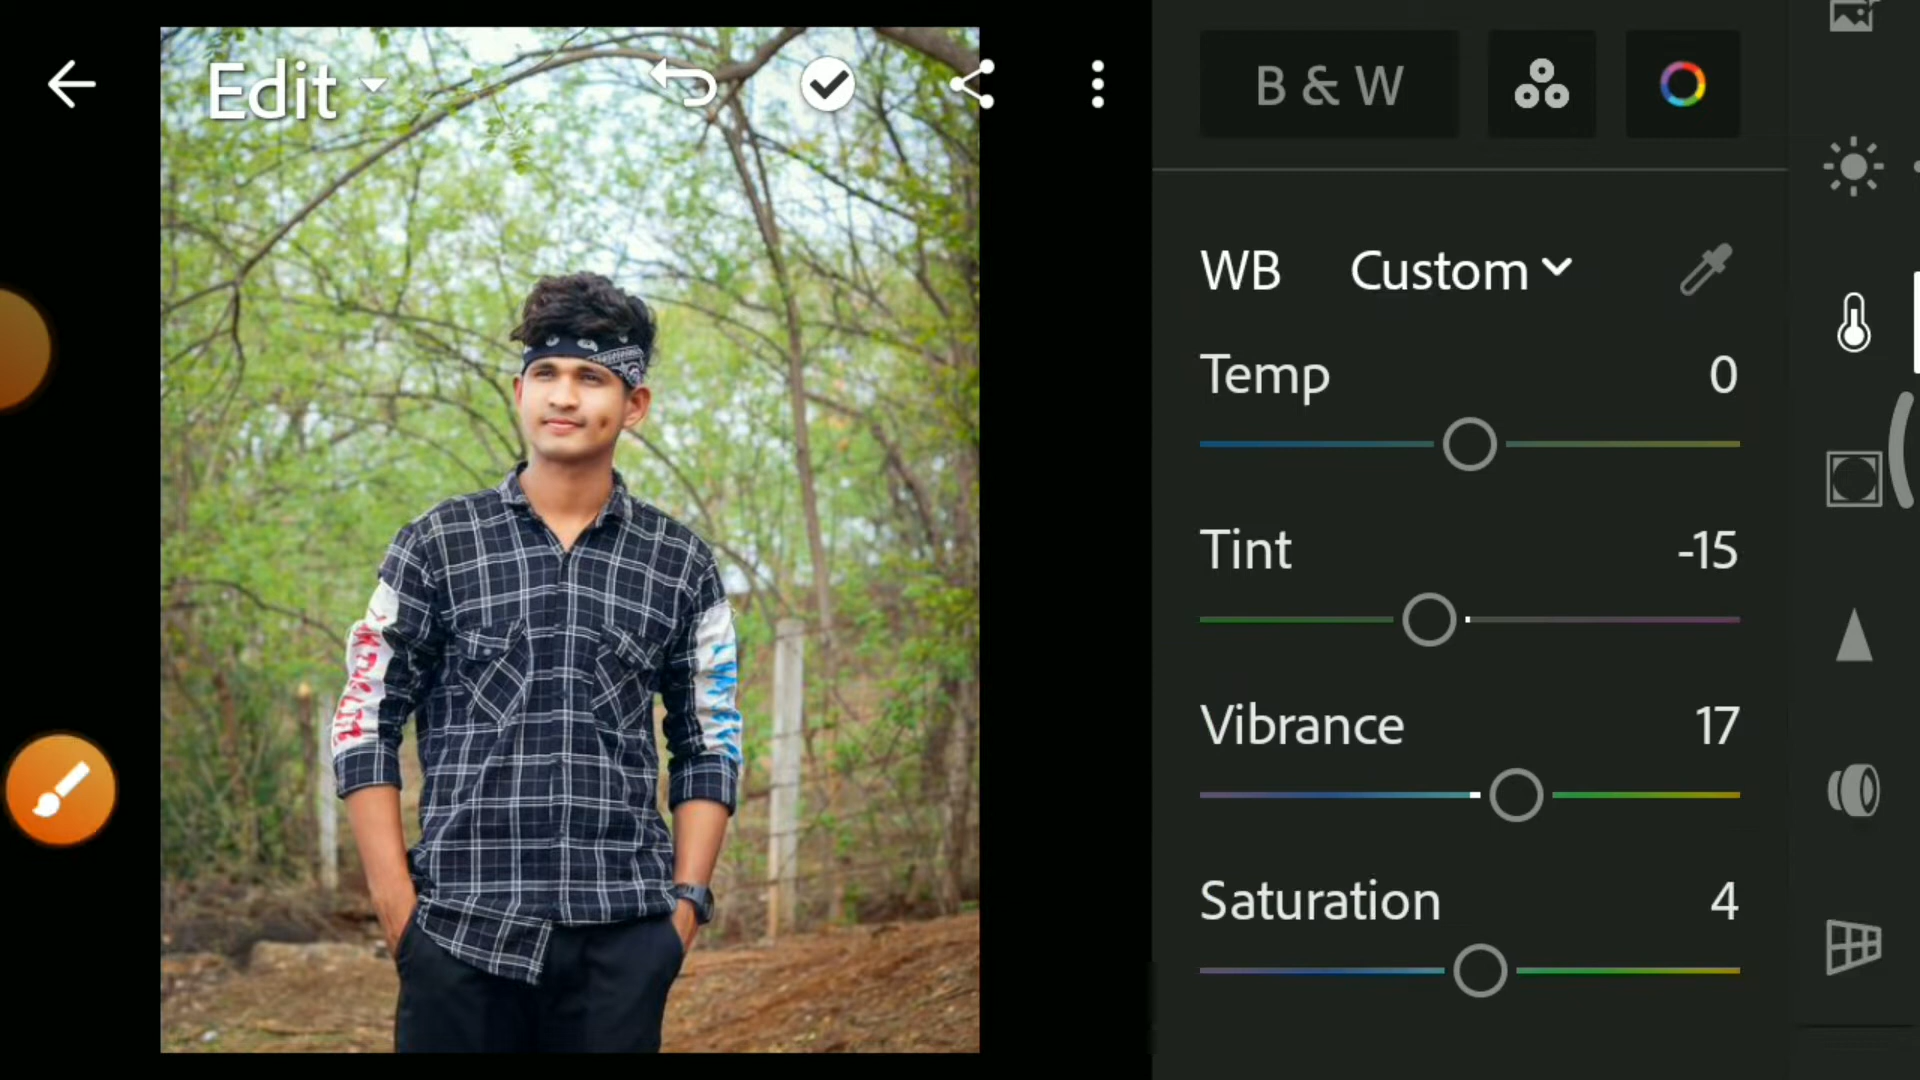 Edit
B & W
WB Custom
Temp 0
Tint -15
Vibrance 17
Saturation 4